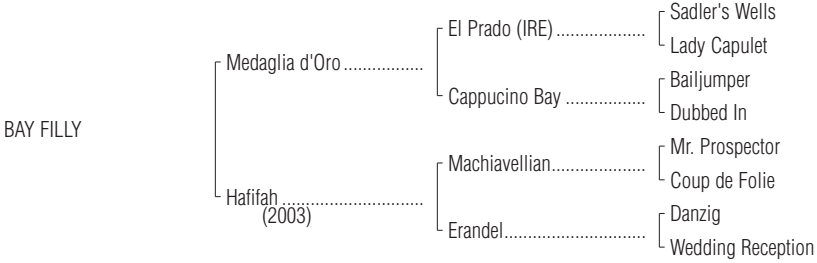 Sadler's Wells
El Prado (IRE) ...................
Lady Capulet
Medaglia d'Oro .................
Bailjumper
Cappucino Bay .................
Dubbed In
BAY FILLY
Mr. Prospector
Machiavellian....................
Coup de Folie
Hafifah ..............................
(2003)
Danzig
Erandel..............................
Wedding Reception